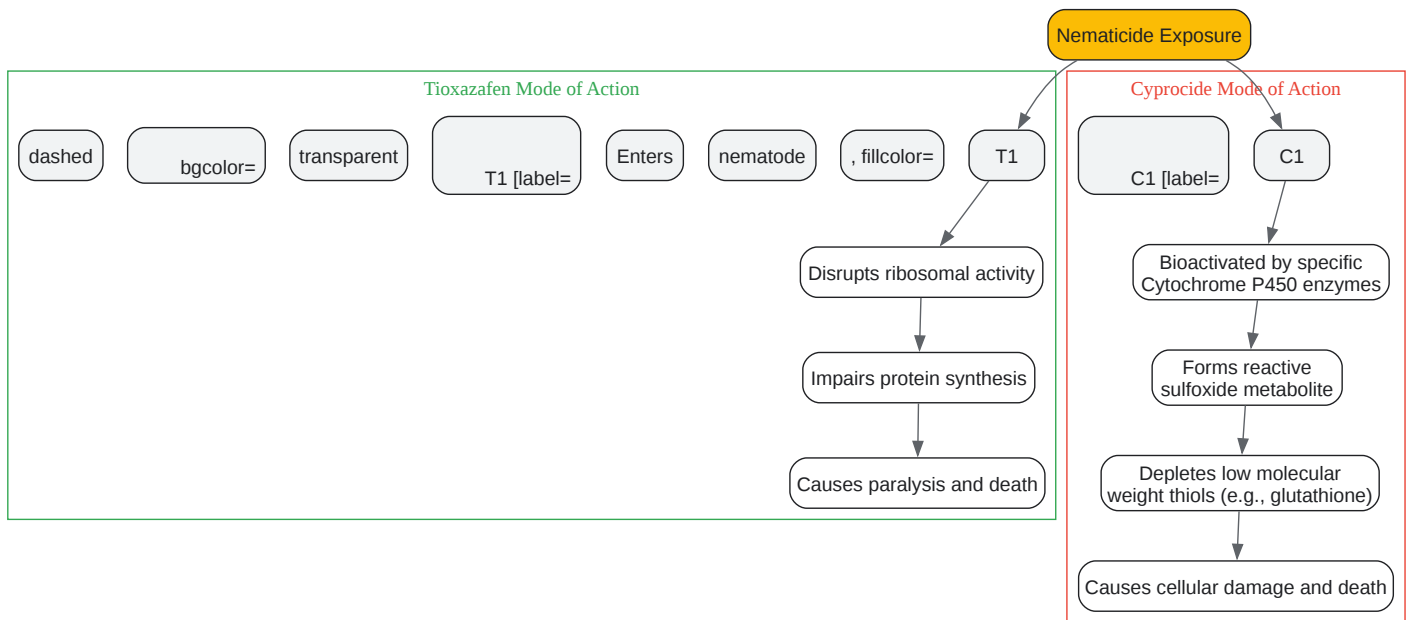 Nematicide Exposure
Tioxazafen Mode of Action
Cyprocide Mode of Action
dashed
bgcolor=
transparent
T1 [label=
Enters
nematode
, fillcolor=
T1
C1 [label=
C1
Disrupts ribosomal activity
Impairs protein synthesis
Causes paralysis and death
Bioactivated by specific
Cytochrome P450 enzymes
Forms reactive
sulfoxide metabolite
Depletes low molecular
weight thiols (e.g., glutathione)
Causes cellular damage and death